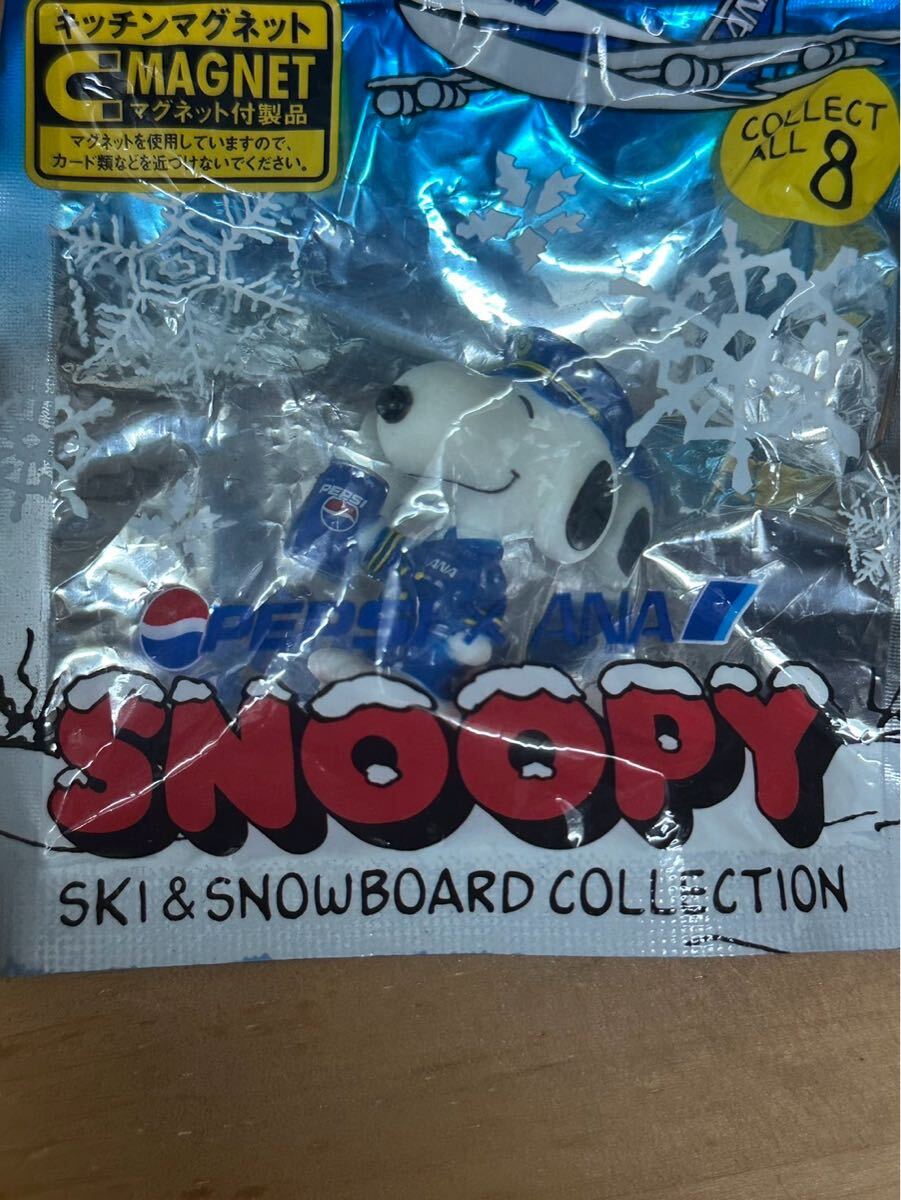 キッチンマグネット
MAGNET
マグネット付製品
マグネットを使用していますので、
カード類などを近づけないでください。
ANA
COLLECT
ALL 8
PEPSI
ANA
PEPSI × ANA
SNOOPY
SKI & SNOWBOARD COLLECTION